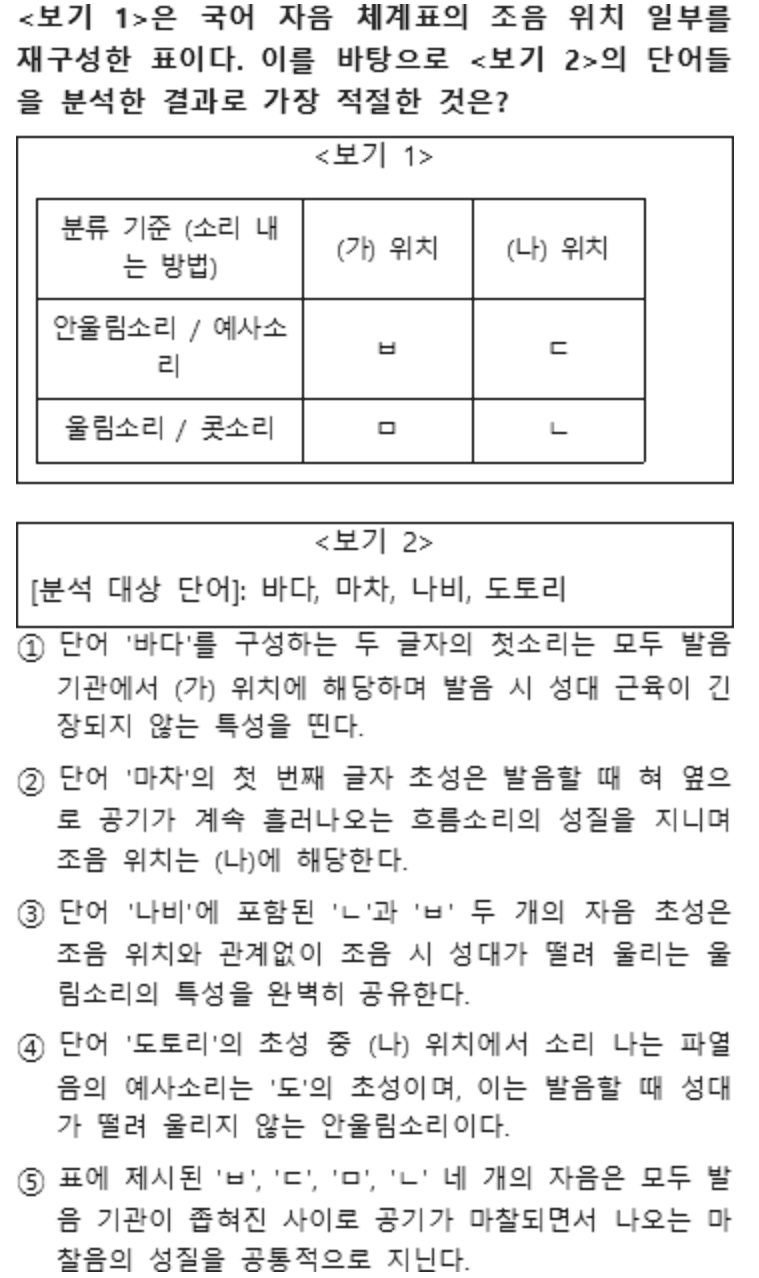 <보기 1>은 국어 자음 체계표의 조음 위치 일부를
재구성한 표이다. 이를 바탕으로 <보기 2>의 단어들
을 분석한 결과로 가장 적절한 것은?
<보기 1>
분류 기준 (소리 내
는 방법)
(가) 위치
(나) 위치
안울림소리 / 예사소
리
ㅂ
ㄷ
울림소리 / 콧소리
ㅁ
ㄴ
<보기 2>
[분석 대상 단어]: 바다, 마차, 나비, 도토리
① 단어 '바다'를 구성하는 두 글자의 첫소리는 모두 발음
기관에서 (가) 위치에 해당하며 발음 시 성대 근육이 긴
장되지 않는 특성을 띤다.
② 단어 '마차'의 첫 번째 글자 초성은 발음할 때 혀 옆으
로 공기가 계속 흘러나오는 흐름소리의 성질을 지니며
조음 위치는 (나)에 해당한다.
③ 단어 '나비'에 포함된 'ㄴ'과 'ㅂ' 두 개의 자음 초성은
조음 위치와 관계없이 조음 시 성대가 떨려 울리는 울
림소리의 특성을 완벽히 공유한다.
④ 단어 '도토리'의 초성 중 (나) 위치에서 소리 나는 파열
음의 예사소리는 '도'의 초성이며, 이는 발음할 때 성대
가 떨려 울리지 않는 안울림소리이다.
⑤ 표에 제시된 'ㅂ', 'ㄷ', 'ㅁ', 'ㄴ' 네 개의 자음은 모두 발
음 기관이 좁혀진 사이로 공기가 마찰되면서 나오는 마
찰음의 성질을 공통적으로 지닌다.